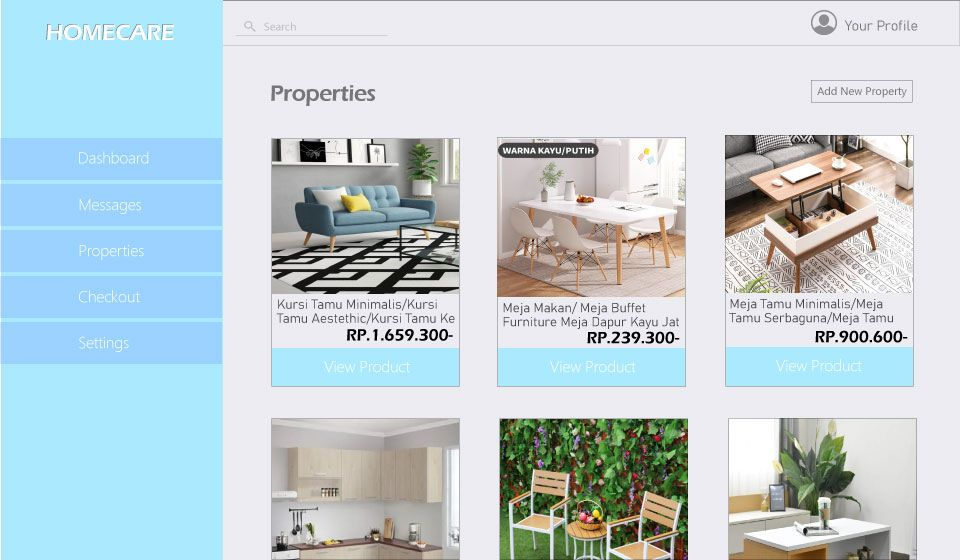 HOMECARE
Search
Your Profile
Properties
Add New Property
Dashboard
Messages
Properties
Checkout
Settings
WARNA KAYU/PUTIH
Kursi Tamu Minimalis/Kursi
Tamu Aestethic/Kursi Tamu Ke
RP.1.659.300-
View Product
Meja Makan/ Meja Buffet
Furniture Meja Dapur Kayu Jat
RP.239.300-
View Product
Meja Tamu Minimalis/Meja
Tamu Serbaguna/Meja Tamu
RP.900.600-
View Product